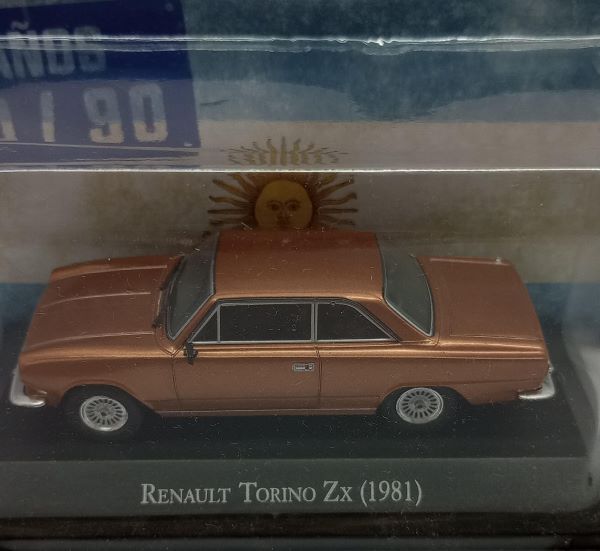 AÑOS
/ 90
RENAULT TORINO ZX (1981)